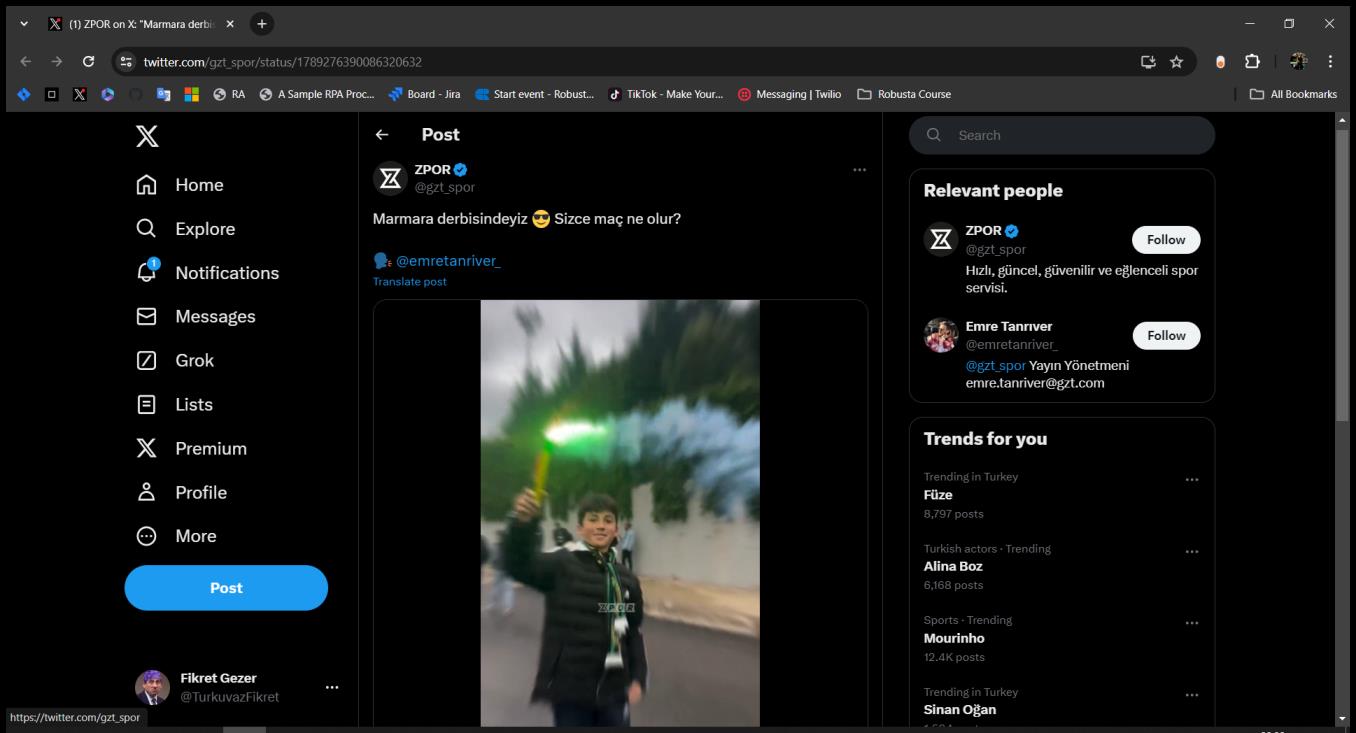 (1) ZPOR on X: "Marmara derbis
twitter.com/gzt_spor/status/1789276390086320632
RA
A Sample RPA Proc...
Board - Jira
Start event - Robust...
TikTok - Make Your...
Messaging | Twilio
Robusta Course
All Bookmarks
Home
Explore
1
Notifications
Messages
Grok
Lists
Premium
Profile
More
Post
Fikret Gezer
@TurkuvazFikret
https://twitter.com/gzt_spor
Post
ZPOR
@gzt_spor
Marmara derbisindeyiz 😎 Sizce maç ne olur?
🗣 @emretanriver_
Translate post
ZPOR
Search
Relevant people
ZPOR
@gzt_spor
Follow
Hızlı, güncel, güvenilir ve eğlenceli spor
servisi.
Emre Tanrıver
@emretanriver_
Follow
@gzt_spor Yayın Yönetmeni
emre.tanriver@gzt.com
Trends for you
Trending in Turkey
Füze
8,797 posts
Turkish actors · Trending
Alina Boz
6,168 posts
Sports · Trending
Mourinho
12.4K posts
Trending in Turkey
Sinan Oğan